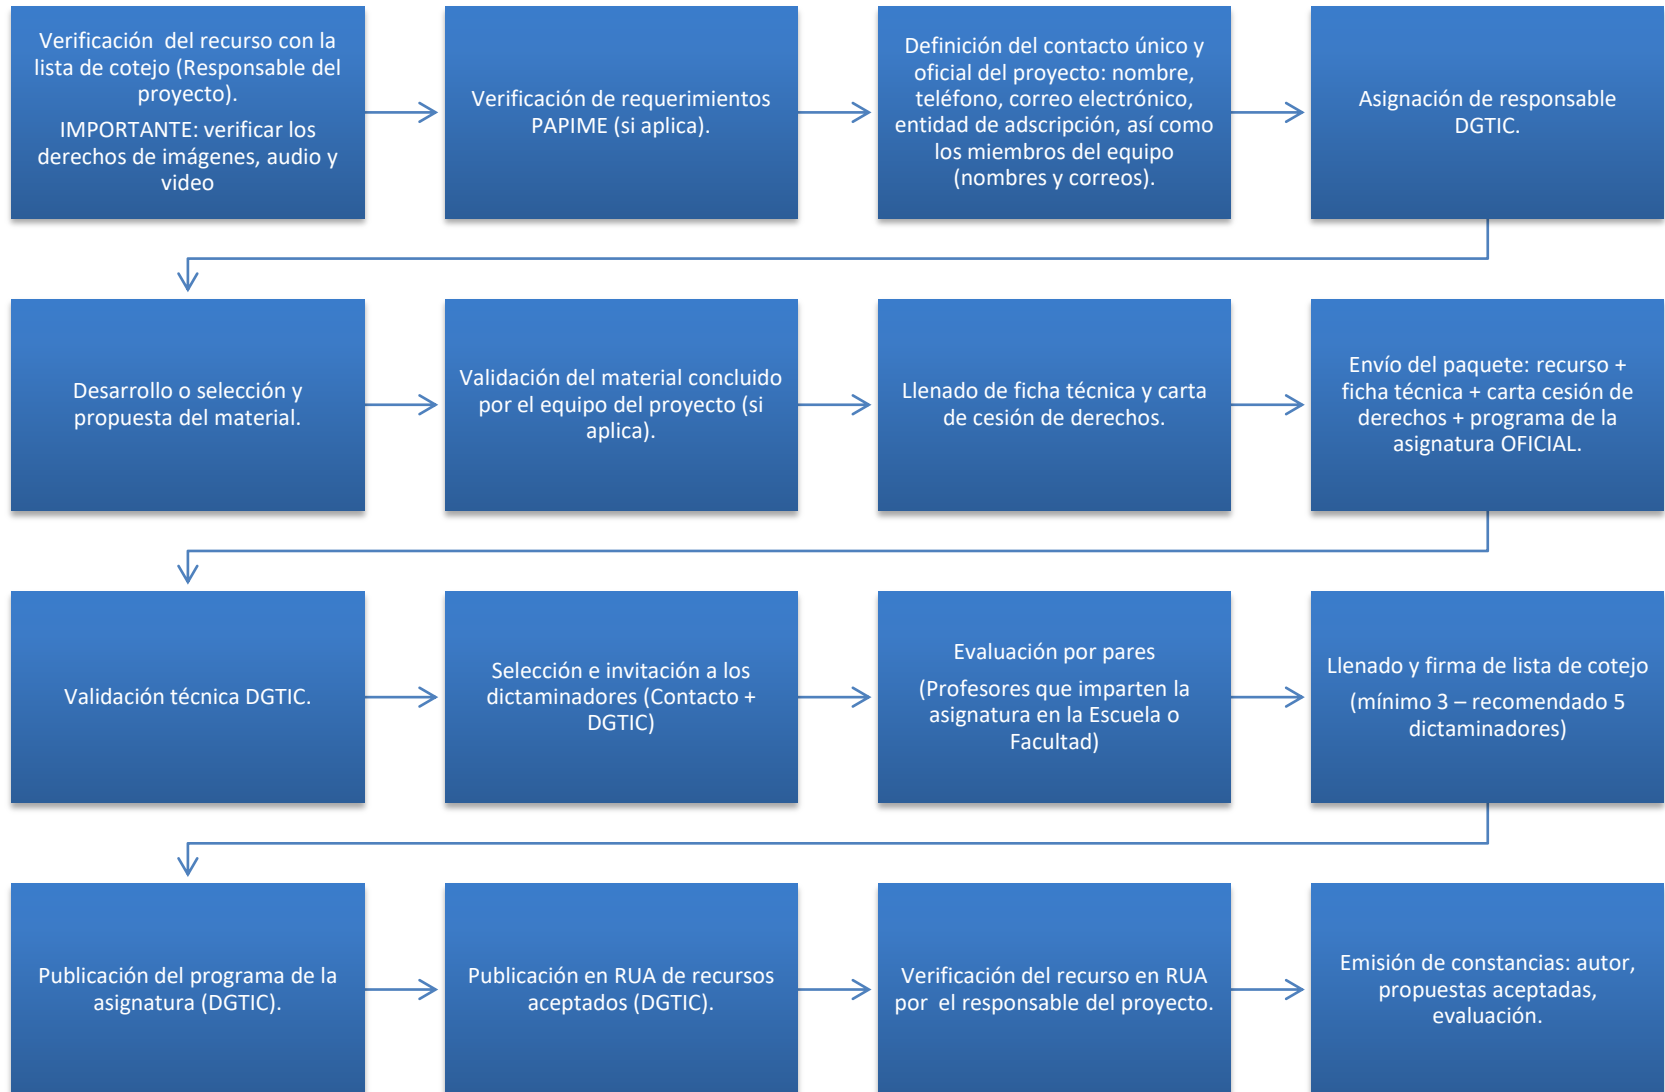 Verificación del recurso con la
lista de cotejo (Responsable del
proyecto).
IMPORTANTE: verificar los
derechos de imágenes, audio y
video
Verificación de requerimientos
PAPIME (si aplica).
Definición del contacto único y
oficial del proyecto: nombre,
teléfono, correo electrónico,
entidad de adscripción, así como
los miembros del equipo
(nombres y correos).
Asignación de responsable
DGTIC.
Desarrollo o selección y
propuesta del material.
Validación del material concluido
por el equipo del proyecto (si
aplica).
Llenado de ficha técnica y carta
de cesión de derechos.
Envío del paquete: recurso +
ficha técnica + carta cesión de
derechos + programa de la
asignatura OFICIAL.
Validación técnica DGTIC.
Selección e invitación a los
dictaminadores (Contacto +
DGTIC)
Evaluación por pares
(Profesores que imparten la
asignatura en la Escuela o
Facultad)
Llenado y firma de lista de cotejo
(mínimo 3 – recomendado 5
dictaminadores)
Publicación del programa de la
asignatura (DGTIC).
Publicación en RUA de recursos
aceptados (DGTIC).
Verificación del recurso en RUA
por el responsable del proyecto.
Emisión de constancias: autor,
propuestas aceptadas,
evaluación.